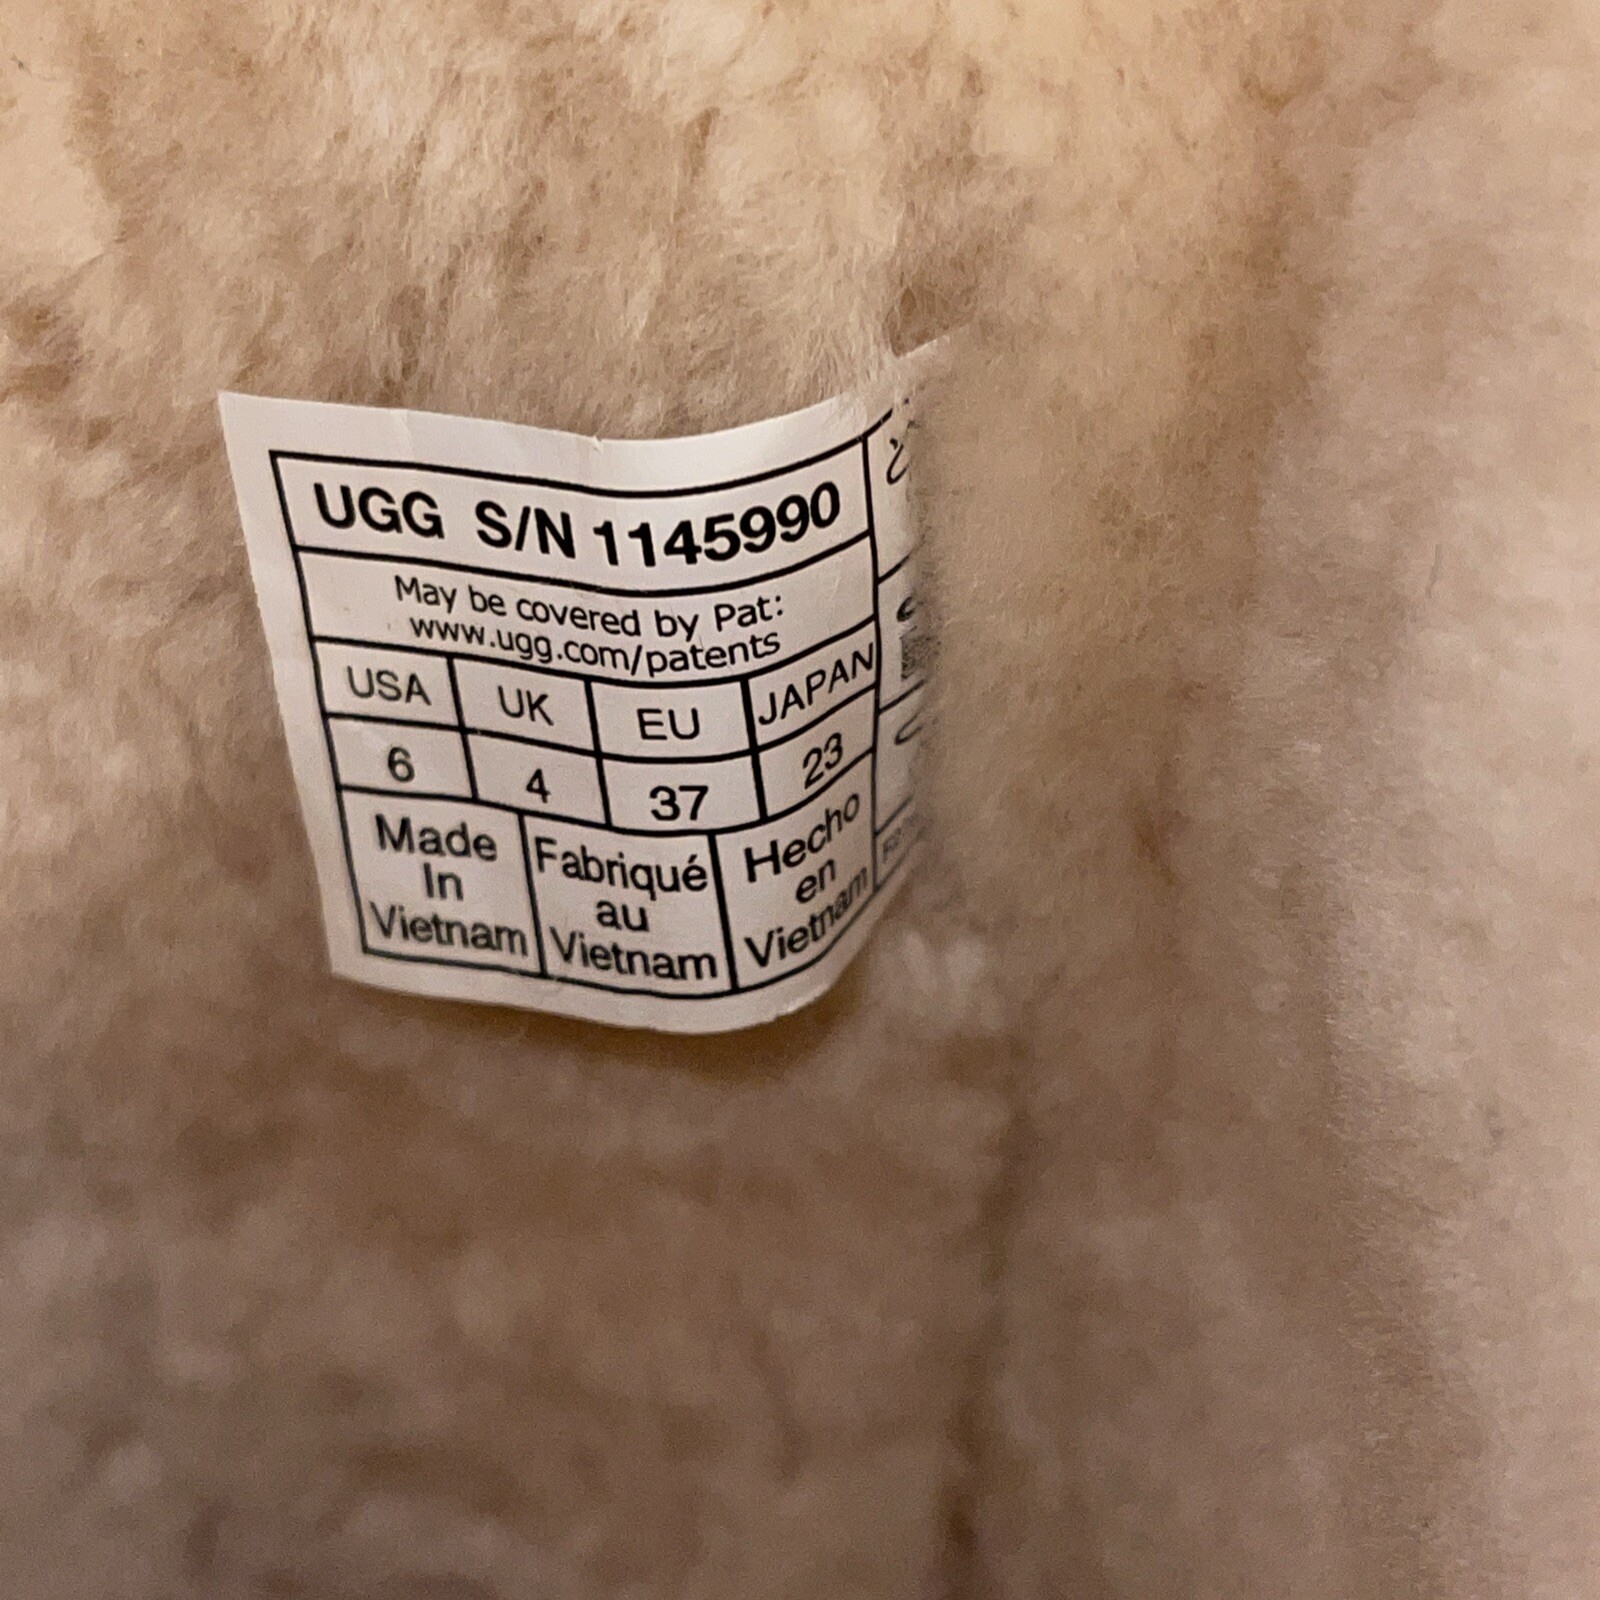 UGG S/N 1145990
May be covered by Pat:
www.ugg.com/patents
USA UK EU JAPAN
6 4 37 23
Made
In
Vietnam
Fabriqué
au
Vietnam
Hecho
en
Vietnam